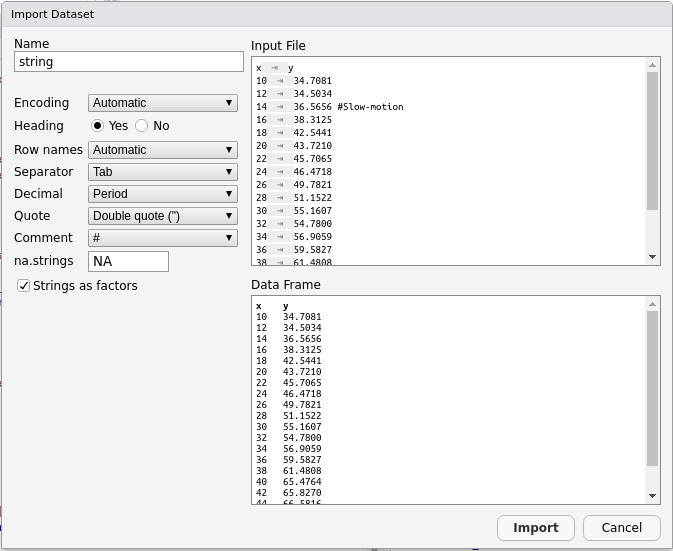 Import Dataset
Name
string
Encoding Automatic
Heading Yes No
Row names Automatic
Separator Tab
Decimal Period
Quote Double quote (")
Comment #
na.strings NA
Strings as factors
Input File
x ⇥ y
10 ⇥ 34.7081
12 ⇥ 34.5034
14 ⇥ 36.5656 #Slow-motion
16 ⇥ 38.3125
18 ⇥ 42.5441
20 ⇥ 43.7210
22 ⇥ 45.7065
24 ⇥ 46.4718
26 ⇥ 49.7821
28 ⇥ 51.1522
30 ⇥ 55.1607
32 ⇥ 54.7800
34 ⇥ 56.9059
36 ⇥ 59.5827
38 ⇥ 61.4808
Data Frame
x y
10 34.7081
12 34.5034
14 36.5656
16 38.3125
18 42.5441
20 43.7210
22 45.7065
24 46.4718
26 49.7821
28 51.1522
30 55.1607
32 54.7800
34 56.9059
36 59.5827
38 61.4808
40 65.4764
42 65.8270
44 66.5816
Import Cancel